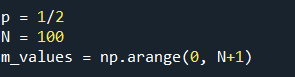 p = 1/2
N = 100
m_values = np.arange(0, N+1)